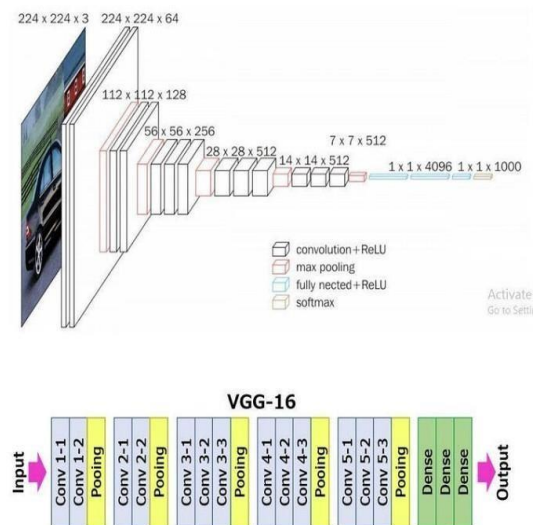 224 x 224 x 3 224 x 224 x 64
112 x 112 x 128
56 x 56 x 256
28 x 28 x 512
14 x 14 x 512
7 x 7 x 512
1 x 1 x 4096 1 x 1 x 1000
convolution+ReLU
max pooling
fully nected+ReLU
softmax
Activate
Go to Setti
VGG-16
Input
Conv 1-1
Conv 1-2
Pooing
Conv 2-1
Conv 2-2
Pooing
Conv 3-1
Conv 3-2
Conv 3-3
Pooing
Conv 4-1
Conv 4-2
Conv 4-3
Pooing
Conv 5-1
Conv 5-2
Conv 5-3
Pooing
Dense
Dense
Dense
Output